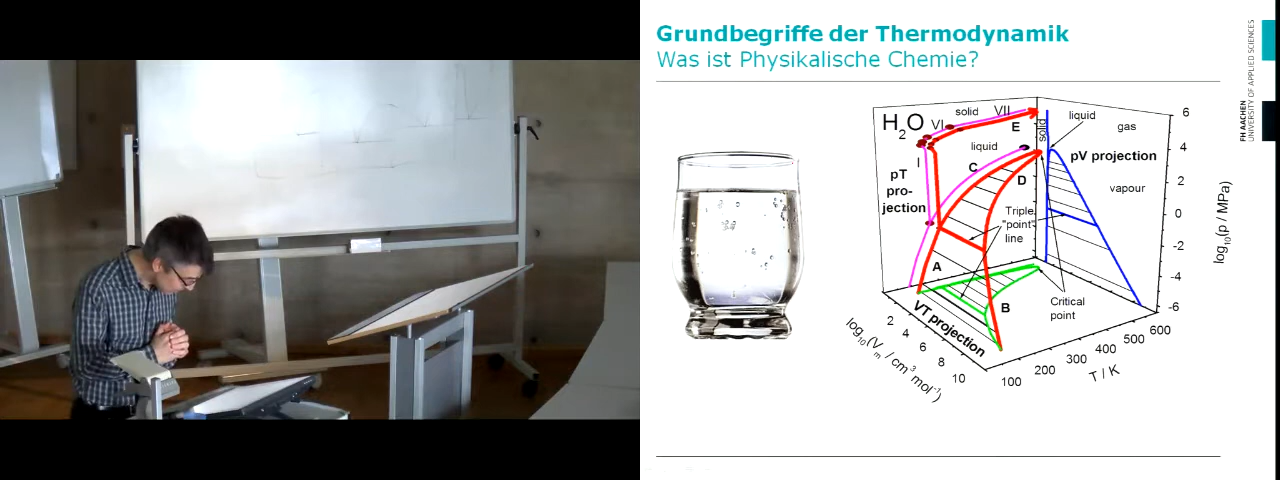 Grundbegriffe der Thermodynamik
Was ist Physikalische Chemie?
FH AACHEN
UNIVERSITY OF APPLIED SCIENCES
H₂O
solid
VII
VI
E
solid
liquid
gas
I
liquid
pV projection
pT
pro-
jection
C
D
vapour
Triple
"point"
line
A
B
Critical
point
VT projection
6
4
2
0
-2
-4
-6
log₁₀(p / MPa)
2
4
6
8
10
log₁₀(Vₘ / cm³ mol⁻¹)
100
200
300
400
500
600
T / K